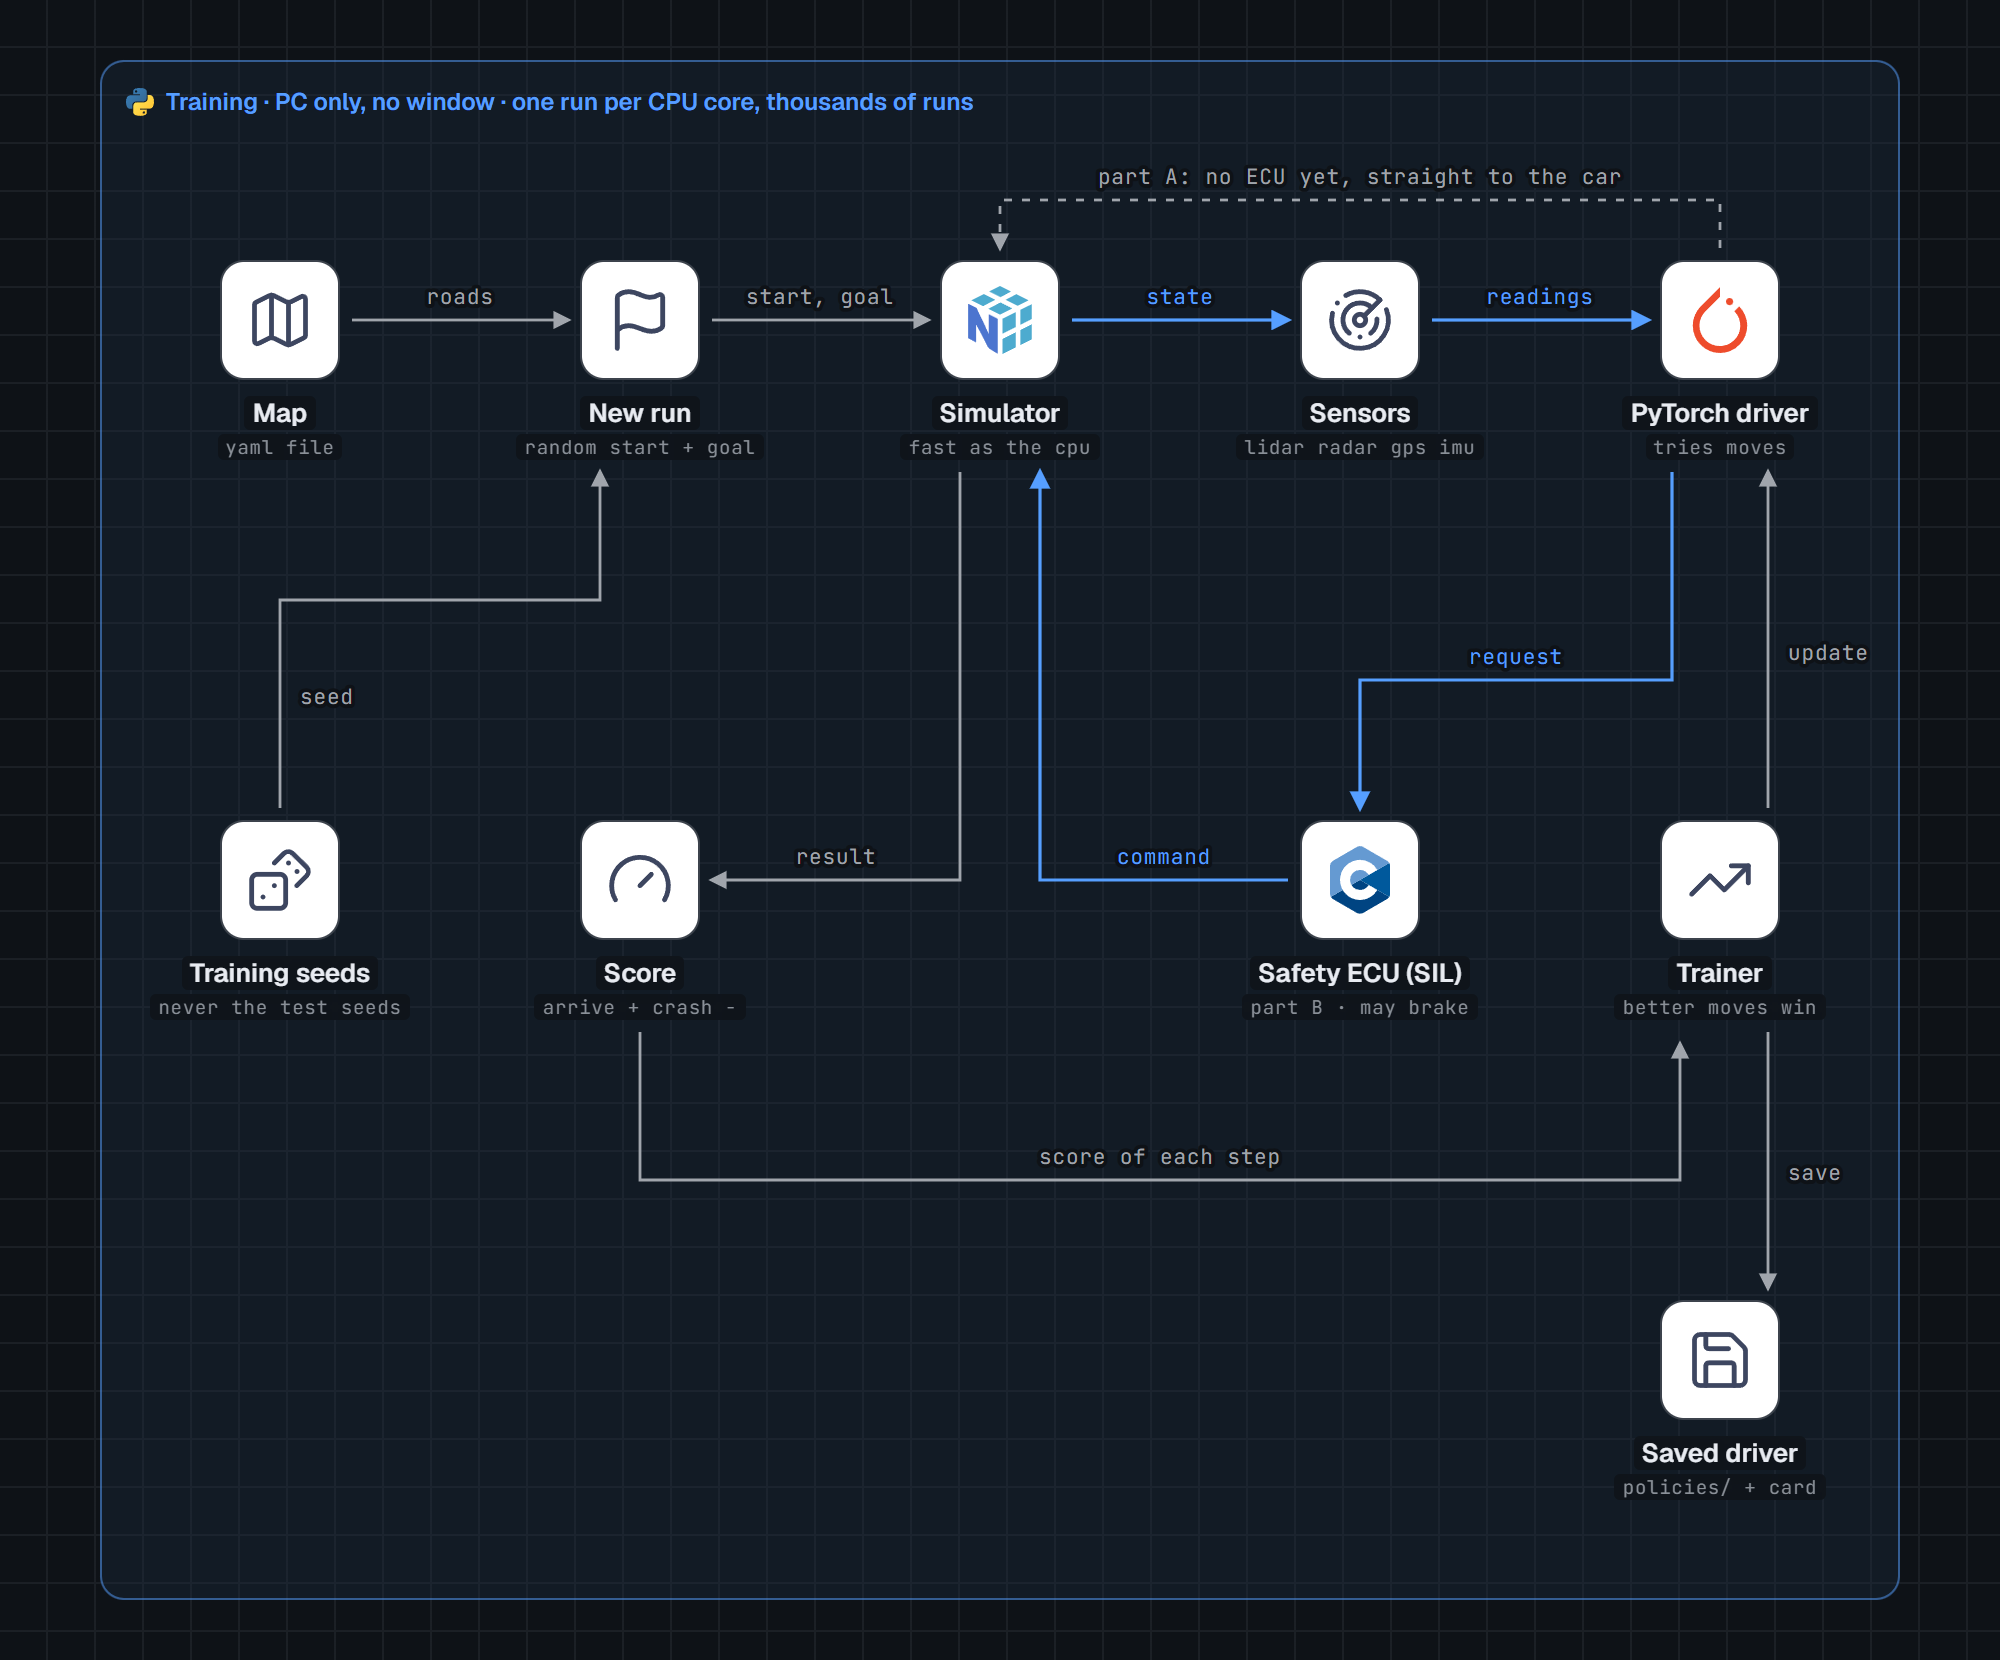 Training · PC only, no window · one run per CPU core, thousands of runs
part A: no ECU yet, straight to the car
roads
start, goal
state
readings
Map
yaml file
New run
random start + goal
Simulator
fast as the cpu
Sensors
lidar radar gps imu
PyTorch driver
tries moves
seed
request
update
result
command
Training seeds
never the test seeds
Score
arrive + crash -
Safety ECU (SIL)
part B · may brake
Trainer
better moves win
score of each step
save
Saved driver
policies/ + card